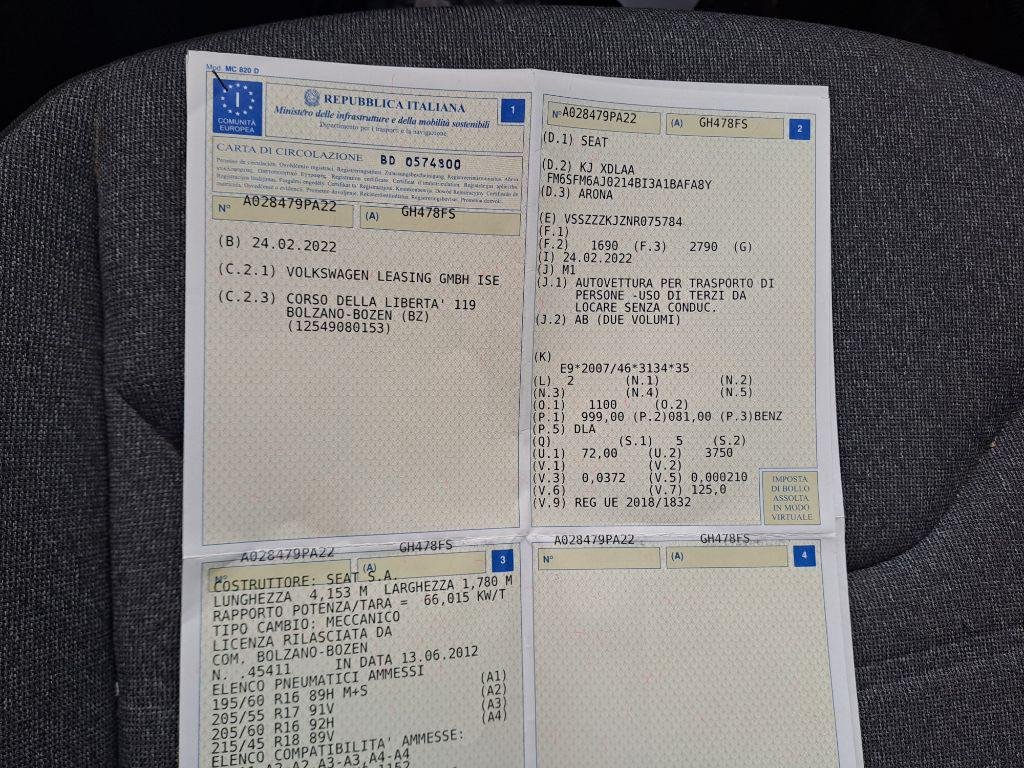 Mod. MC 820 D
I
COMUNITÀ
EUROPEA
REPUBBLICA ITALIANA
Ministero delle infrastrutture e della mobilità sostenibili
Dipartimento per i trasporti e la navigazione
1
CARTA DI CIRCOLAZIONE BD 0574800
N° A028479PA22 (A) GH478FS
(B) 24.02.2022
(C.2.1) VOLKSWAGEN LEASING GMBH ISE
(C.2.3) CORSO DELLA LIBERTA' 119
BOLZANO-BOZEN (BZ)
(12549080153)
N° A028479PA22 (A) GH478FS 2
(D.1) SEAT
(D.2) KJ XDLAA
FM6SFM6AJ0214BI3A1BAFA8Y
(D.3) ARONA
(E) VSSZZZKJZNR075784
(F.1)
(F.2) 1690 (F.3) 2790 (G)
(I) 24.02.2022
(J) M1
(J.1) AUTOVETTURA PER TRASPORTO DI
PERSONE -USO DI TERZI DA
LOCARE SENZA CONDUC.
(J.2) AB (DUE VOLUMI)
(K)
E9*2007/46*3134*35
(L) 2 (N.1) (N.2)
(N.3) (N.4) (N.5)
(O.1) 1100 (O.2)
(P.1) 999,00 (P.2)081,00 (P.3)BENZ
(P.5) DLA
(Q) (S.1) 5 (S.2)
(U.1) 72,00 (U.2) 3750
(V.1) (V.2)
(V.3) 0,0372 (V.5) 0,000210
(V.6) (V.7) 125,0
(V.9) REG UE 2018/1832
IMPOSTA
DI BOLLO
ASSOLTA
IN MODO
VIRTUALE
N° A028479PA22 (A) GH478FS 3
COSTRUTTORE: SEAT S.A.
LUNGHEZZA 4,153 M LARGHEZZA 1,780 M
RAPPORTO POTENZA/TARA = 66,015 KW/T
TIPO CAMBIO: MECCANICO
LICENZA RILASCIATA DA
COM. BOLZANO-BOZEN
N. .45411 IN DATA 13.06.2012
ELENCO PNEUMATICI AMMESSI
195/60 R16 89H M+S (A1)
205/55 R17 91V (A2)
205/60 R16 92H (A3)
215/45 R18 89V (A4)
ELENCO COMPATIBILITA' AMMESSE:
A2-A2,A3-A3,A4-A4
N° A028479PA22 (A) GH478FS 4